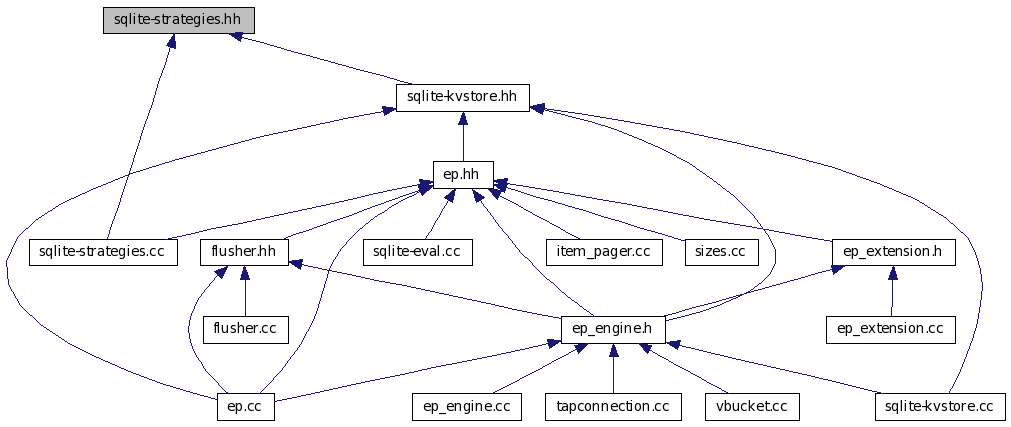 sqlite-strategies.hh
sqlite-kvstore.hh
ep.hh
sqlite-strategies.cc
flusher.hh
sqlite-eval.cc
item_pager.cc
sizes.cc
ep_extension.h
flusher.cc
ep_engine.h
ep_extension.cc
ep.cc
ep_engine.cc
tapconnection.cc
vbucket.cc
sqlite-kvstore.cc